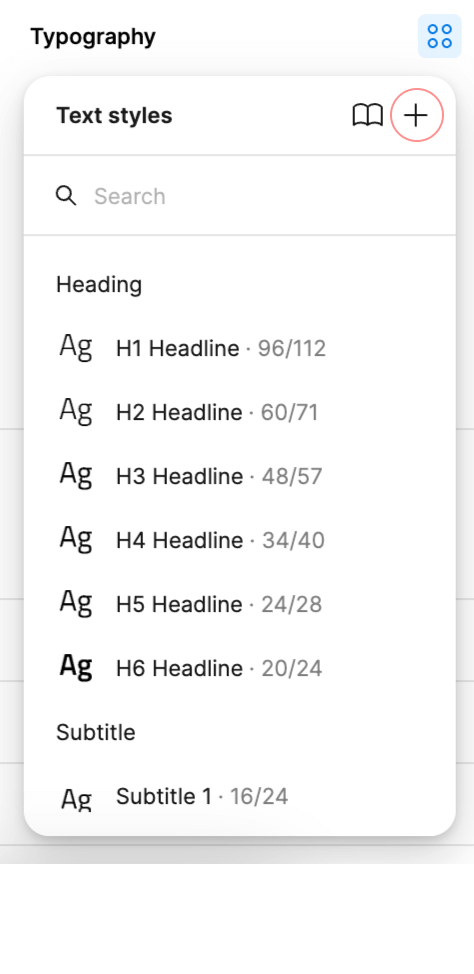 Typography
Text styles
Search
Heading
Ag H1 Headline · 96/112
Ag H2 Headline · 60/71
Ag H3 Headline · 48/57
Ag H4 Headline · 34/40
Ag H5 Headline · 24/28
Ag H6 Headline · 20/24
Subtitle
Ag Subtitle 1 · 16/24